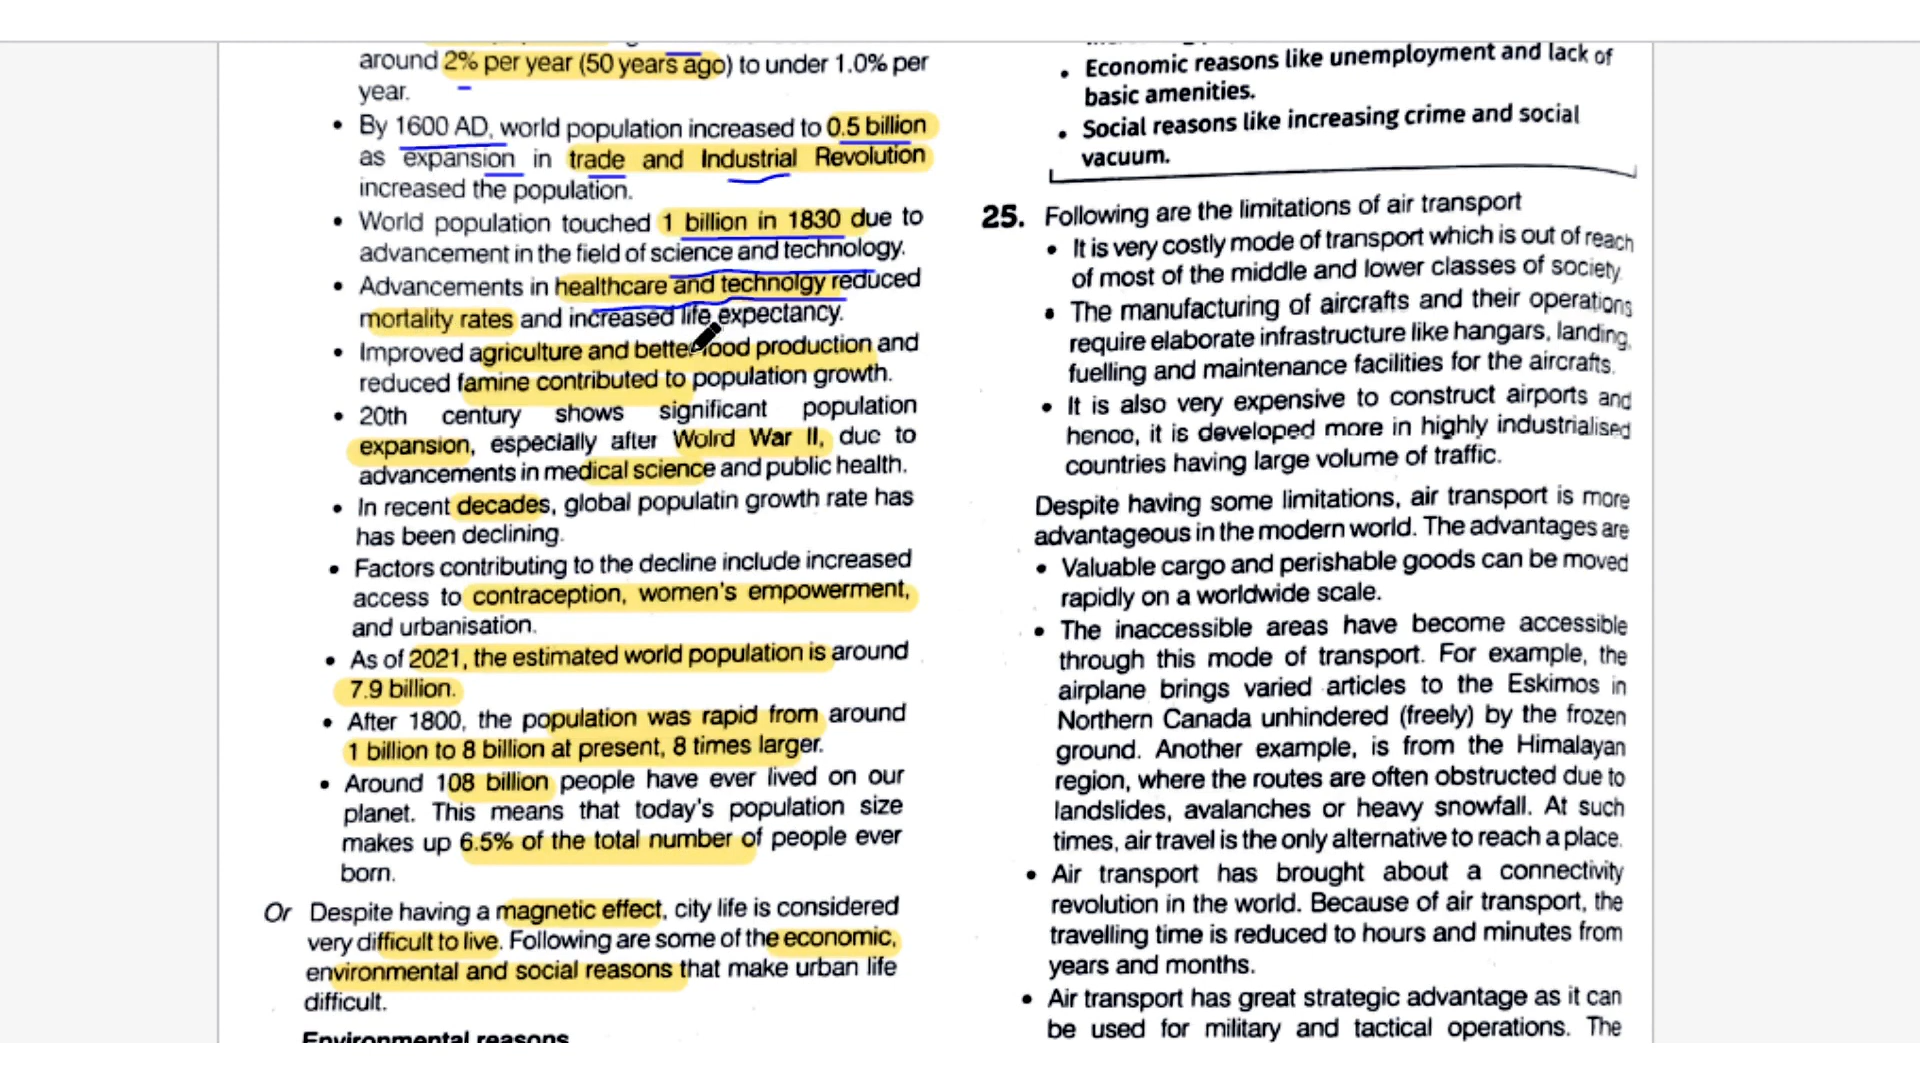 around 2% per year (50 years ago) to under 1.0% per
year.
• By 1600 AD, world population increased to 0.5 billion
as expansion in trade and Industrial Revolution
increased the population.
• World population touched 1 billion in 1830 due to
advancement in the field of science and technology.
• Advancements in healthcare and technolgy reduced
mortality rates and increased life expectancy.
• Improved agriculture and better food production and
reduced famine contributed to population growth.
• 20th century shows significant population
expansion, especially after Wolrd War II, duc to
advancements in medical science and public health.
• In recent decades, global populatin growth rate has
has been declining.
• Factors contributing to the decline include increased
access to contraception, women's empowerment,
and urbanisation.
• As of 2021, the estimated world population is around
7.9 billion.
• After 1800, the population was rapid from around
1 billion to 8 billion at present, 8 times larger.
• Around 108 billion people have ever lived on our
planet. This means that today's population size
makes up 6.5% of the total number of people ever
born.
Or Despite having a magnetic effect, city life is considered
very difficult to live. Following are some of the economic,
environmental and social reasons that make urban life
difficult.
Environmental reasons
• Economic reasons like unemployment and lack of
basic amenities.
• Social reasons like increasing crime and social
vacuum.
25. Following are the limitations of air transport
• It is very costly mode of transport which is out of reach
of most of the middle and lower classes of society.
• The manufacturing of aircrafts and their operations
require elaborate infrastructure like hangars, landing,
fuelling and maintenance facilities for the aircrafts.
• It is also very expensive to construct airports and
hence, it is developed more in highly industrialised
countries having large volume of traffic.
Despite having some limitations, air transport is more
advantageous in the modern world. The advantages are
• Valuable cargo and perishable goods can be moved
rapidly on a worldwide scale.
• The inaccessible areas have become accessible
through this mode of transport. For example, the
airplane brings varied articles to the Eskimos in
Northern Canada unhindered (freely) by the frozen
ground. Another example, is from the Himalayan
region, where the routes are often obstructed due to
landslides, avalanches or heavy snowfall. At such
times, air travel is the only alternative to reach a place.
• Air transport has brought about a connectivity
revolution in the world. Because of air transport, the
travelling time is reduced to hours and minutes from
years and months.
• Air transport has great strategic advantage as it can
be used for military and tactical operations. The